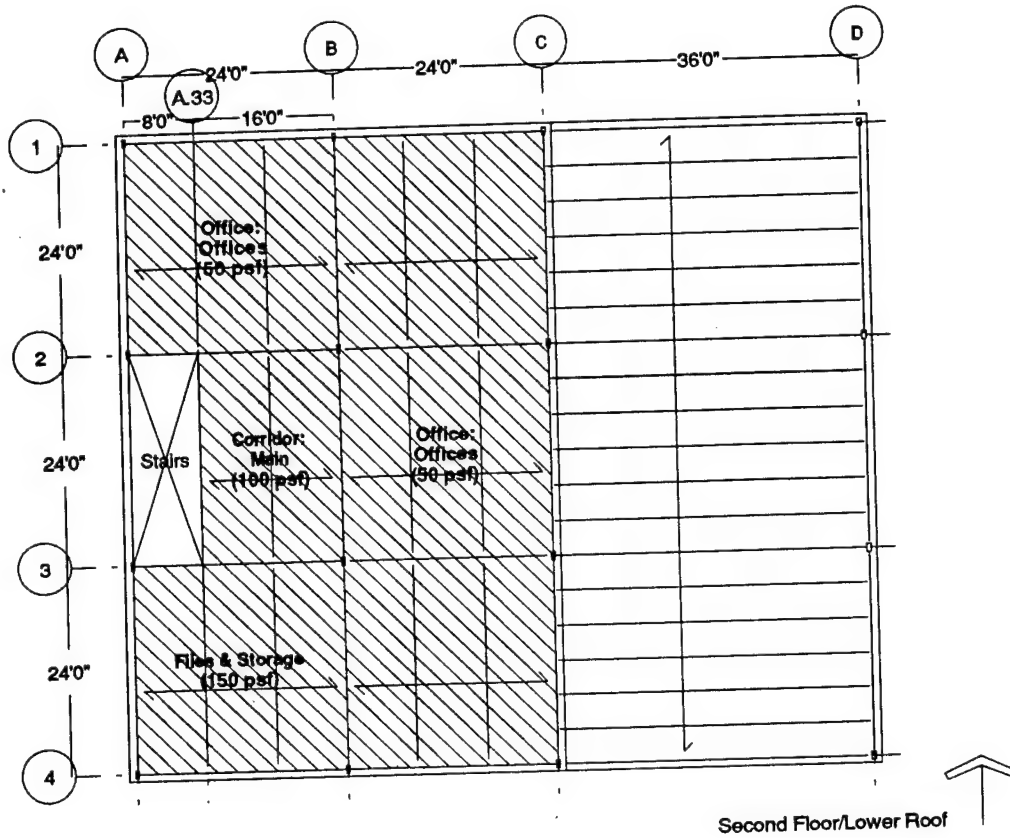 A
B
C
D
24'0"
24'0"
36'0"
A.33
8'0"
16'0"
1
24'0"
Office:
Offices
(50 psf)
2
24'0"
Stairs
Corridor:
Main
(100 psf)
Office:
Offices
(50 psf)
3
24'0"
Files & Storage
(150 psf)
4
Second Floor/Lower Roof